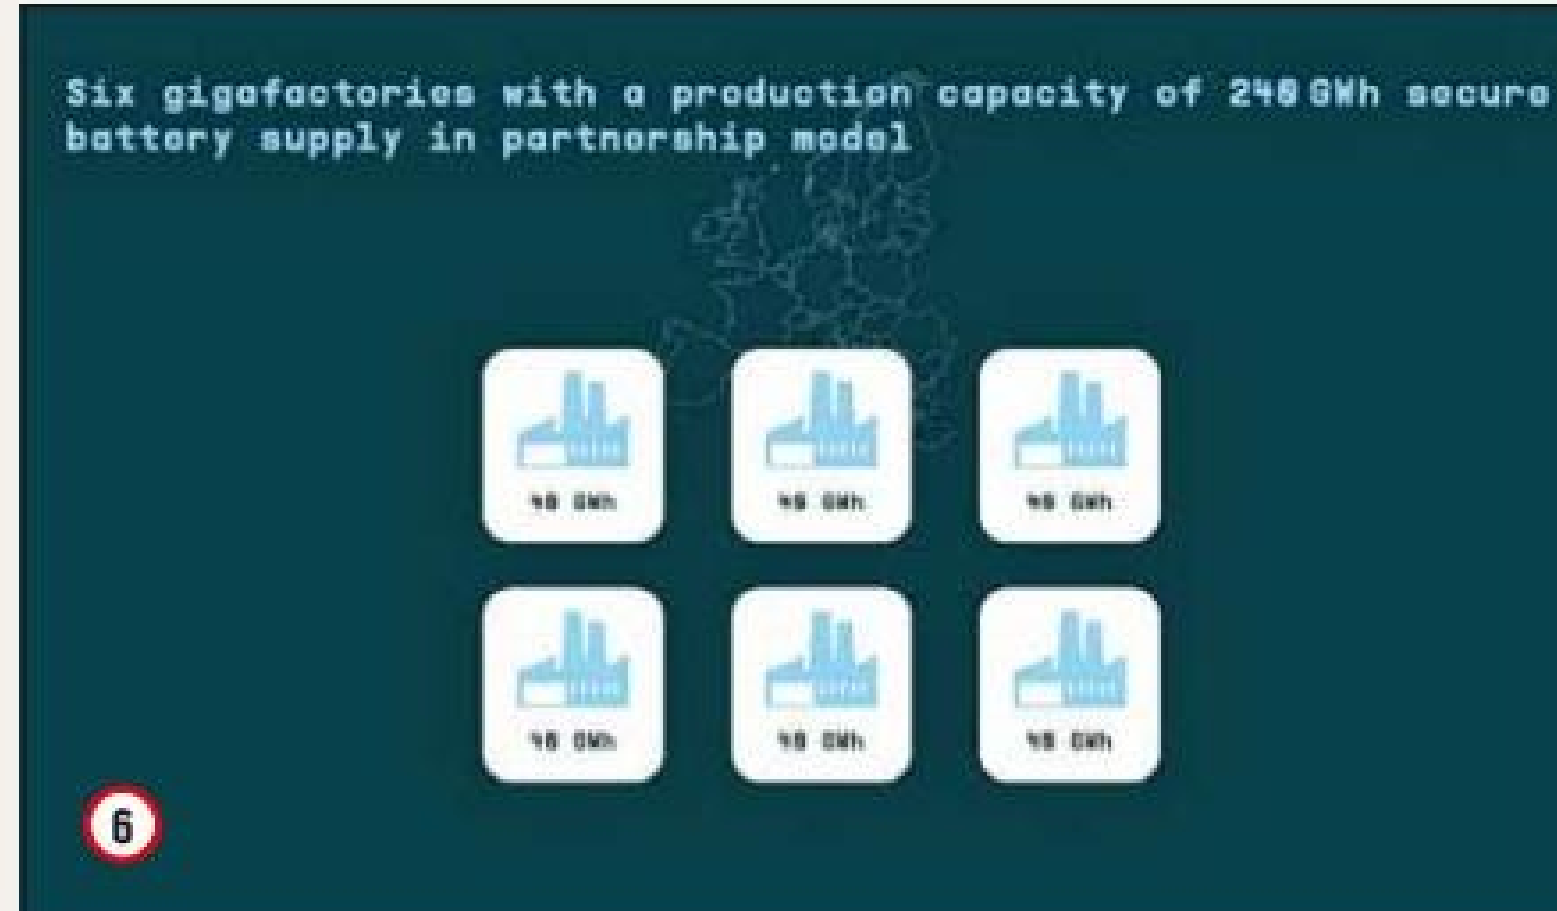 Six gigafactories with a production capacity of 240 GWh secure
battery supply in partnership model
40 GWh
40 GWh
40 GWh
40 GWh
40 GWh
40 GWh
6